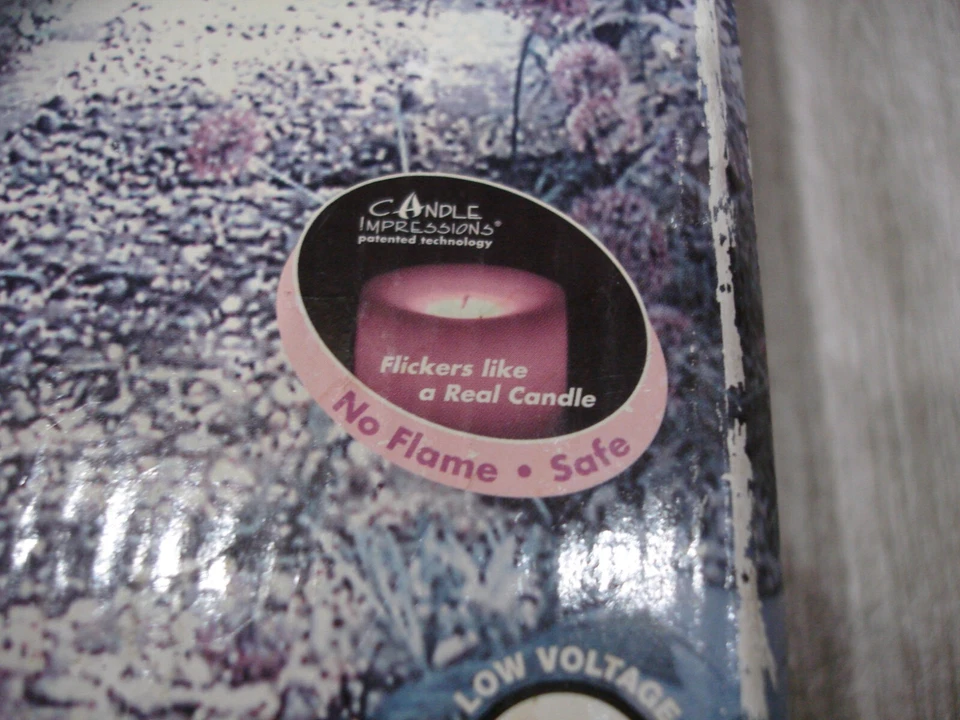 CANDLE
IMPRESSIONS®
patented technology
Flickers like
a Real Candle
No Flame • Safe
LOW VOLTAGE